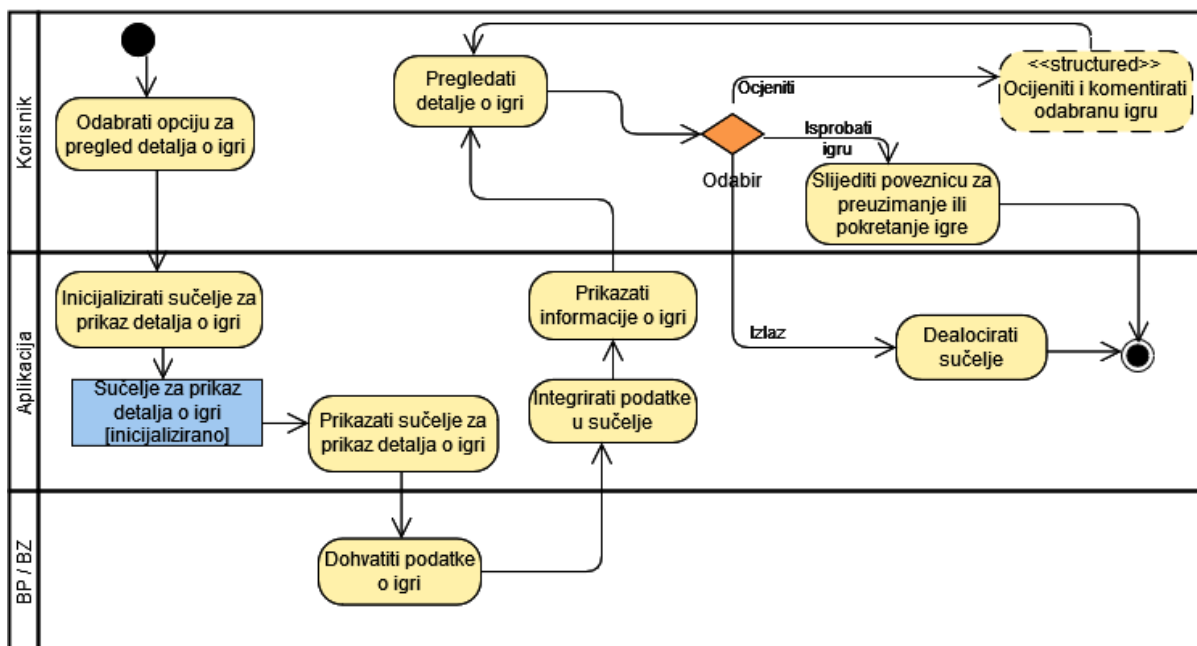 Korisnik
Odabrati opciju za
pregled detalja o igri
Pregledati
detalje o igri
Odabir
Ocjeniti
<<structured>>
Ocijeniti i komentirati
odabranu igru
Isprobati
igru
Slijediti poveznicu za
preuzimanje ili
pokretanje igre
Aplikacija
Inicijalizirati sučelje za
prikaz detalja o igri
Sučelje za prikaz
detalja o igri
[inicijalizirano]
Prikazati sučelje za
prikaz detalja o igri
Prikazati
informacije o igri
Integrirati podatke
u sučelje
Izlaz
Dealocirati
sučelje
BP / BZ
Dohvatiti podatke
o igri